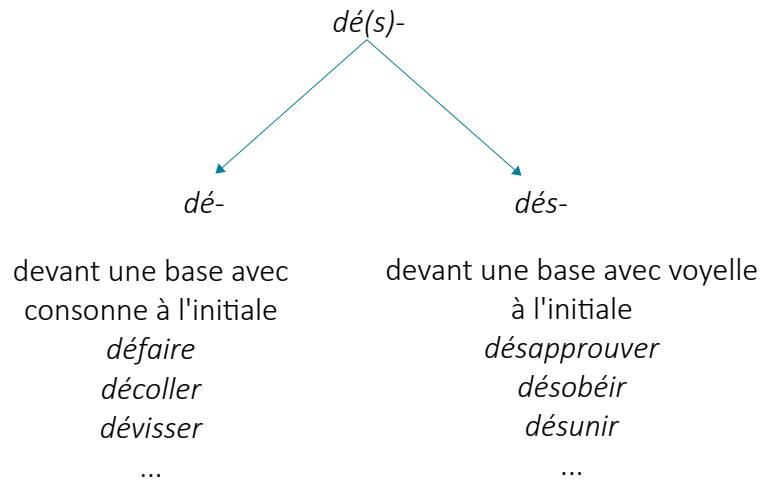 dé(s)-
dé-
devant une base avec
consonne à l'initiale
défaire
décoller
dévisser
...
dés-
devant une base avec voyelle
à l'initiale
désapprouver
désobéir
désunir
...